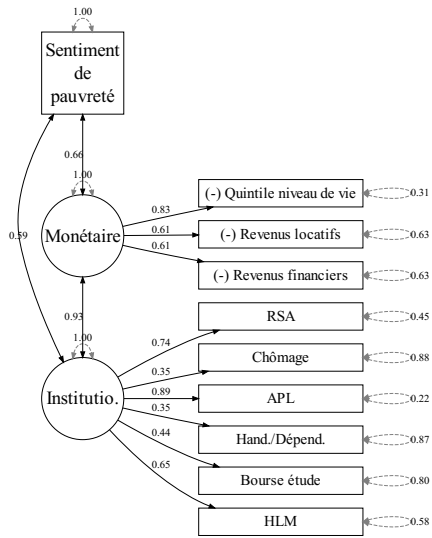 1.00
Sentiment
de
pauvreté
0.66
1.00
0.59
Monétaire
0.83
(-) Quintile niveau de vie
0.31
0.61
(-) Revenus locatifs
0.63
0.61
(-) Revenus financiers
0.63
0.93
1.00
Institutio.
0.74
RSA
0.45
0.35
Chômage
0.88
0.89
APL
0.22
0.35
Hand./Dépend.
0.87
0.44
Bourse étude
0.80
0.65
HLM
0.58